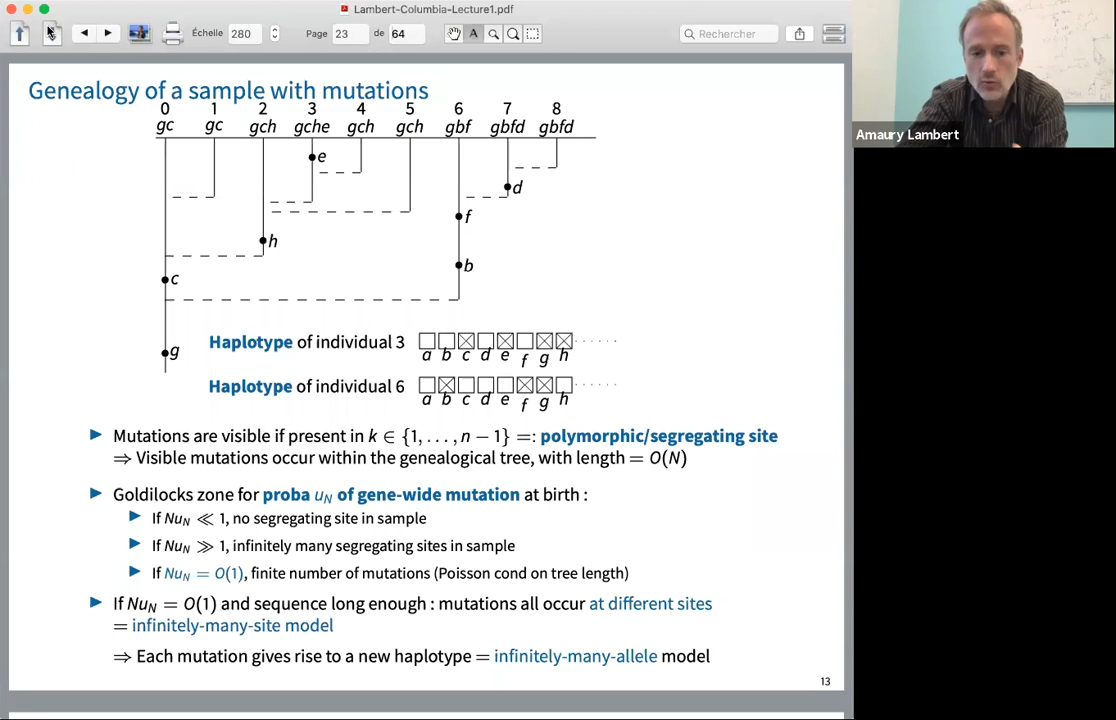 Lambert-Columbia-Lecture1.pdf
Échelle 280 Page 23 de 64 Rechercher
Genealogy of a sample with mutations
0 1 2 3 4 5 6 7 8
gc gc gch gche gch gch gbf gbfd gbfd
e
d
f
h
b
c
g
Haplotype of individual 3
a b c d e f g h
Haplotype of individual 6
a b c d e f g h
Mutations are visible if present in k ∈ {1, . . . , n − 1} =: polymorphic/segregating site
⇒ Visible mutations occur within the genealogical tree, with length = O(N)
Goldilocks zone for proba uN of gene-wide mutation at birth :
If NuN ≪ 1, no segregating site in sample
If NuN ≫ 1, infinitely many segregating sites in sample
If NuN = O(1), finite number of mutations (Poisson cond on tree length)
If NuN = O(1) and sequence long enough : mutations all occur at different sites
= infinitely-many-site model
⇒ Each mutation gives rise to a new haplotype = infinitely-many-allele model
13
Amaury Lambert